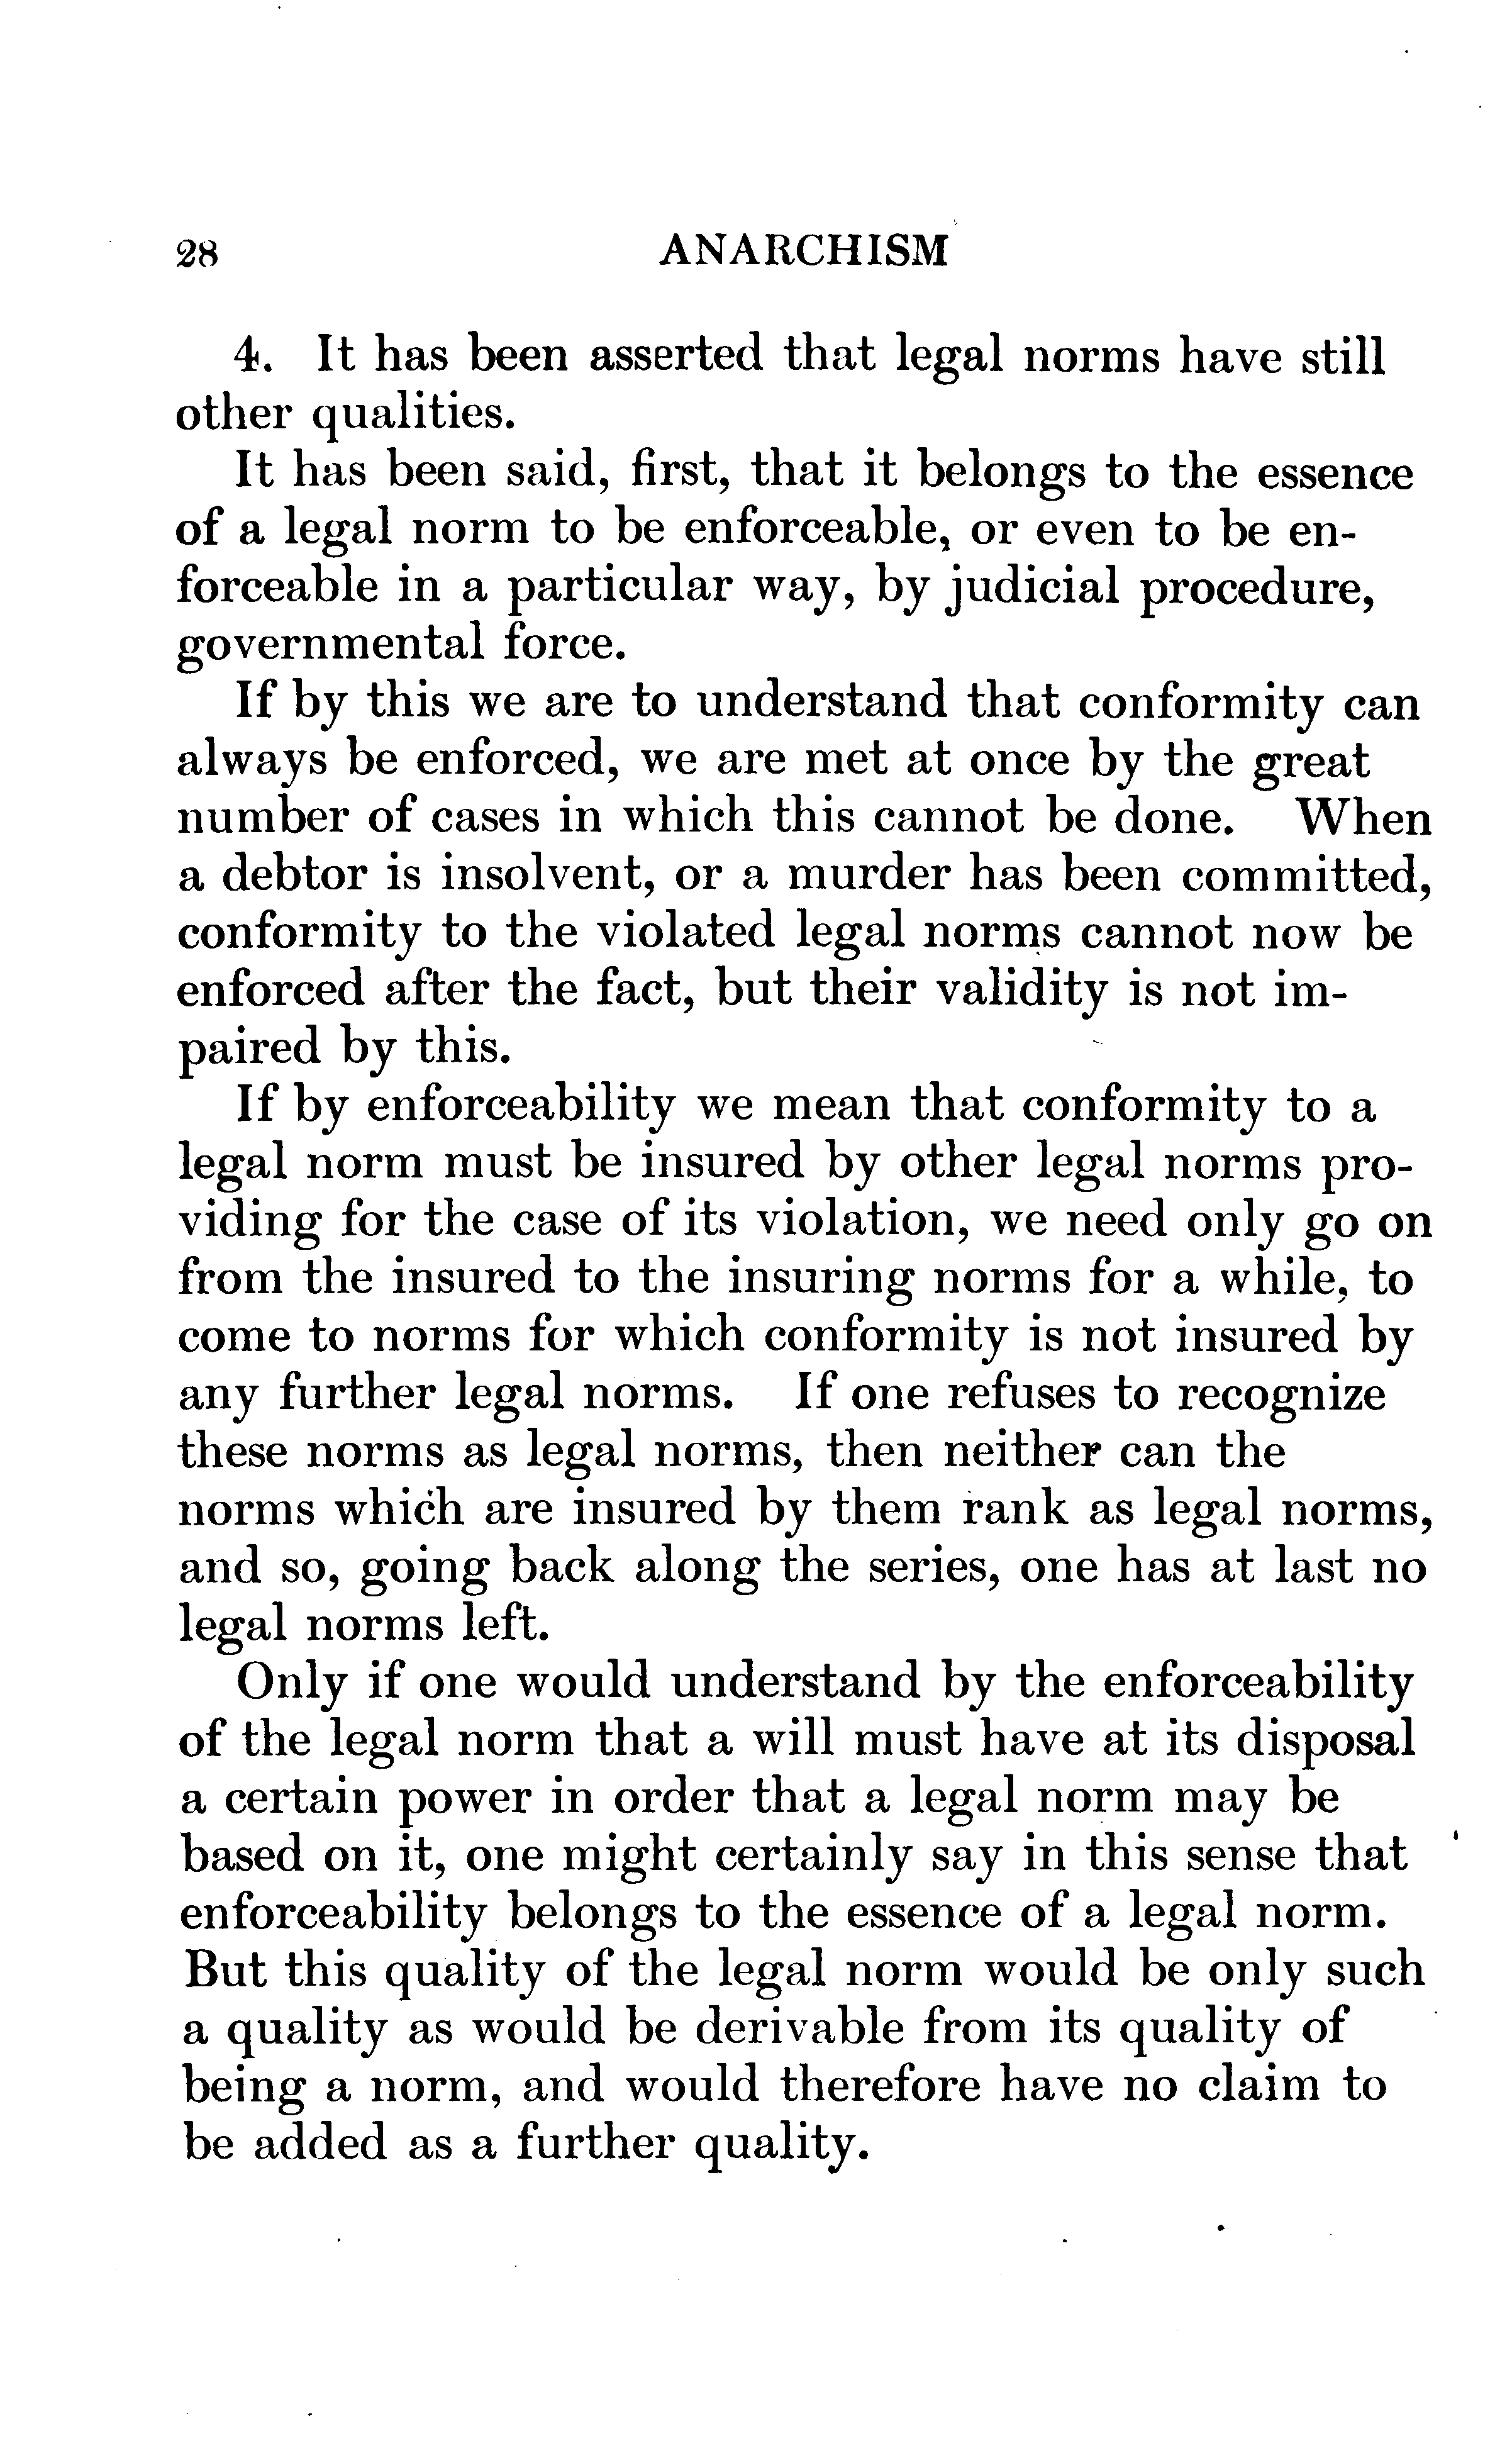 28 ANARCHISM
4. It has been asserted that legal norms have still
other qualities.
It has been said, first, that it belongs to the essence
of a legal norm to be enforceable, or even to be en-
forceable in a particular way, by judicial procedure,
governmental force.
If by this we are to understand that conformity can
always be enforced, we are met at once by the great
number of cases in which this cannot be done. When
a debtor is insolvent, or a murder has been committed,
conformity to the violated legal norms cannot now be
enforced after the fact, but their validity is not im-
paired by this.
If by enforceability we mean that conformity to a
legal norm must be insured by other legal norms pro-
viding for the case of its violation, we need only go on
from the insured to the insuring norms for a while, to
come to norms for which conformity is not insured by
any further legal norms. If one refuses to recognize
these norms as legal norms, then neither can the
norms which are insured by them rank as legal norms,
and so, going back along the series, one has at last no
legal norms left.
Only if one would understand by the enforceability
of the legal norm that a will must have at its disposal
a certain power in order that a legal norm may be
based on it, one might certainly say in this sense that
enforceability belongs to the essence of a legal norm.
But this quality of the legal norm would be only such
a quality as would be derivable from its quality of
being a norm, and would therefore have no claim to
be added as a further quality.